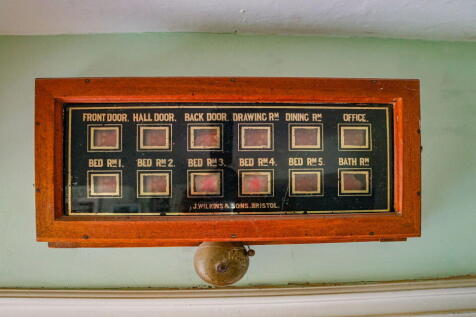 FRONT DOOR. HALL DOOR. BACK DOOR. DRAWING RM DINING RM OFFICE.
BED RM 1. BED RM 2. BED RM 3. BED RM 4. BED RM 5. BATH RM
J. WILKINS & SONS. BRISTOL.